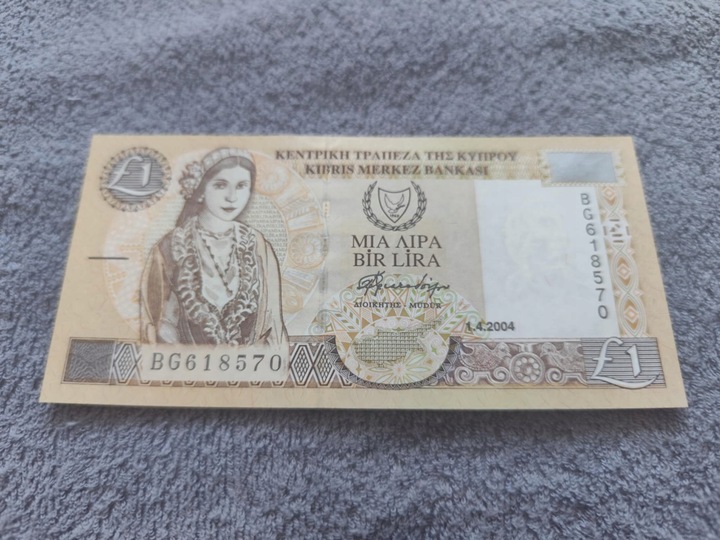 £1
ΚΕΝΤΡΙΚΗ ΤΡΑΠΕΖΑ ΤΗΣ ΚΥΠΡΟΥ
KIBRIS MERKEZ BANKASI
ΜΙΑ ΛΙΡΑ
BİR LİRA
ΔΙΟΙΚΗΤΗΣ - MÜDÜR
1.4.2004
BG618570
BG618570
£1